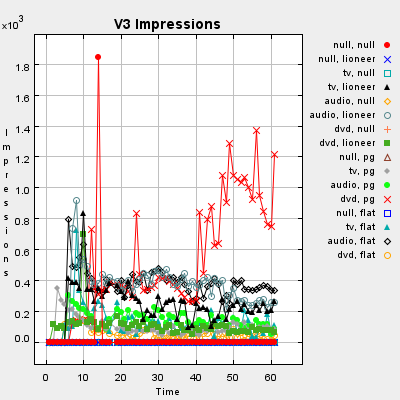 V3 Impressions
x10³
1.8
1.6
1.4
1.2
1.0
0.8
0.6
0.4
0.2
0.0
Impressions
0 10 20 30 40 50 60
Time
null, null
null, lioneer
tv, null
tv, lioneer
audio, null
audio, lioneer
dvd, null
dvd, lioneer
null, pg
tv, pg
audio, pg
dvd, pg
null, flat
tv, flat
audio, flat
dvd, flat